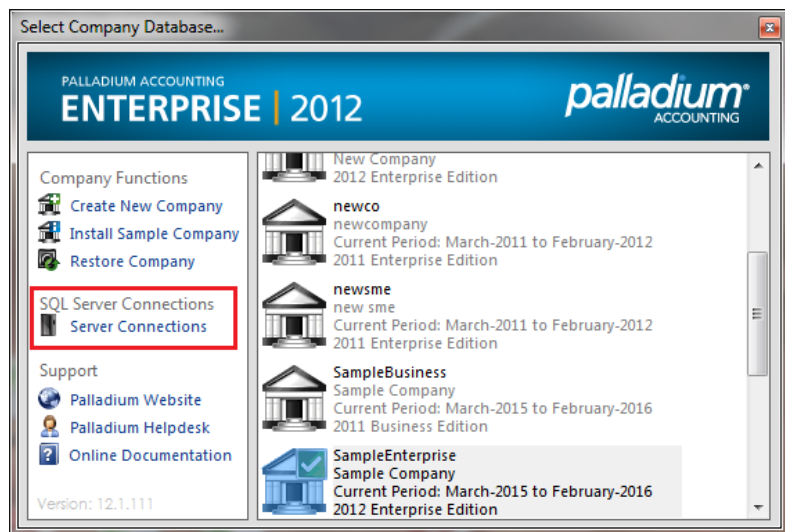 Select Company Database...
PALLADIUM ACCOUNTING
ENTERPRISE | 2012
palladium
ACCOUNTING
Company Functions
Create New Company
Install Sample Company
Restore Company
SQL Server Connections
Server Connections
Support
Palladium Website
Palladium Helpdesk
Online Documentation
Version: 12.1.111
New Company
2012 Enterprise Edition
newco
newcompany
Current Period: March-2011 to February-2012
2011 Enterprise Edition
newsme
new sme
Current Period: March-2011 to February-2012
2011 Enterprise Edition
SampleBusiness
Sample Company
Current Period: March-2015 to February-2016
2011 Business Edition
SampleEnterprise
Sample Company
Current Period: March-2015 to February-2016
2012 Enterprise Edition